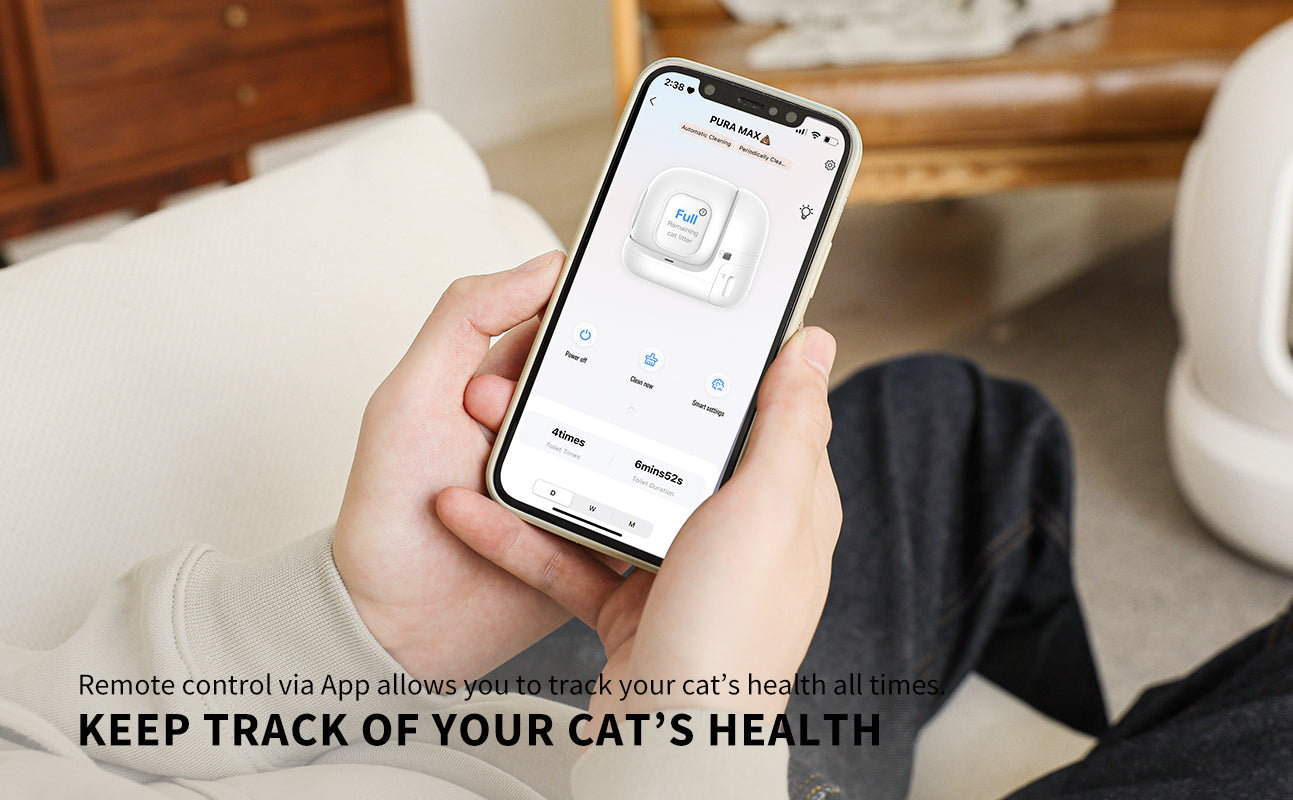 2:38
PURA MAX💩
Automatic Cleaning Periodically Clea...
Full
Remaining
cat litter
Power off
Clean now
Smart settings
4times
Toilet Times
6mins52s
Toilet Duration
D W M
Remote control via App allows you to track your cat’s health all times.
KEEP TRACK OF YOUR CAT’S HEALTH